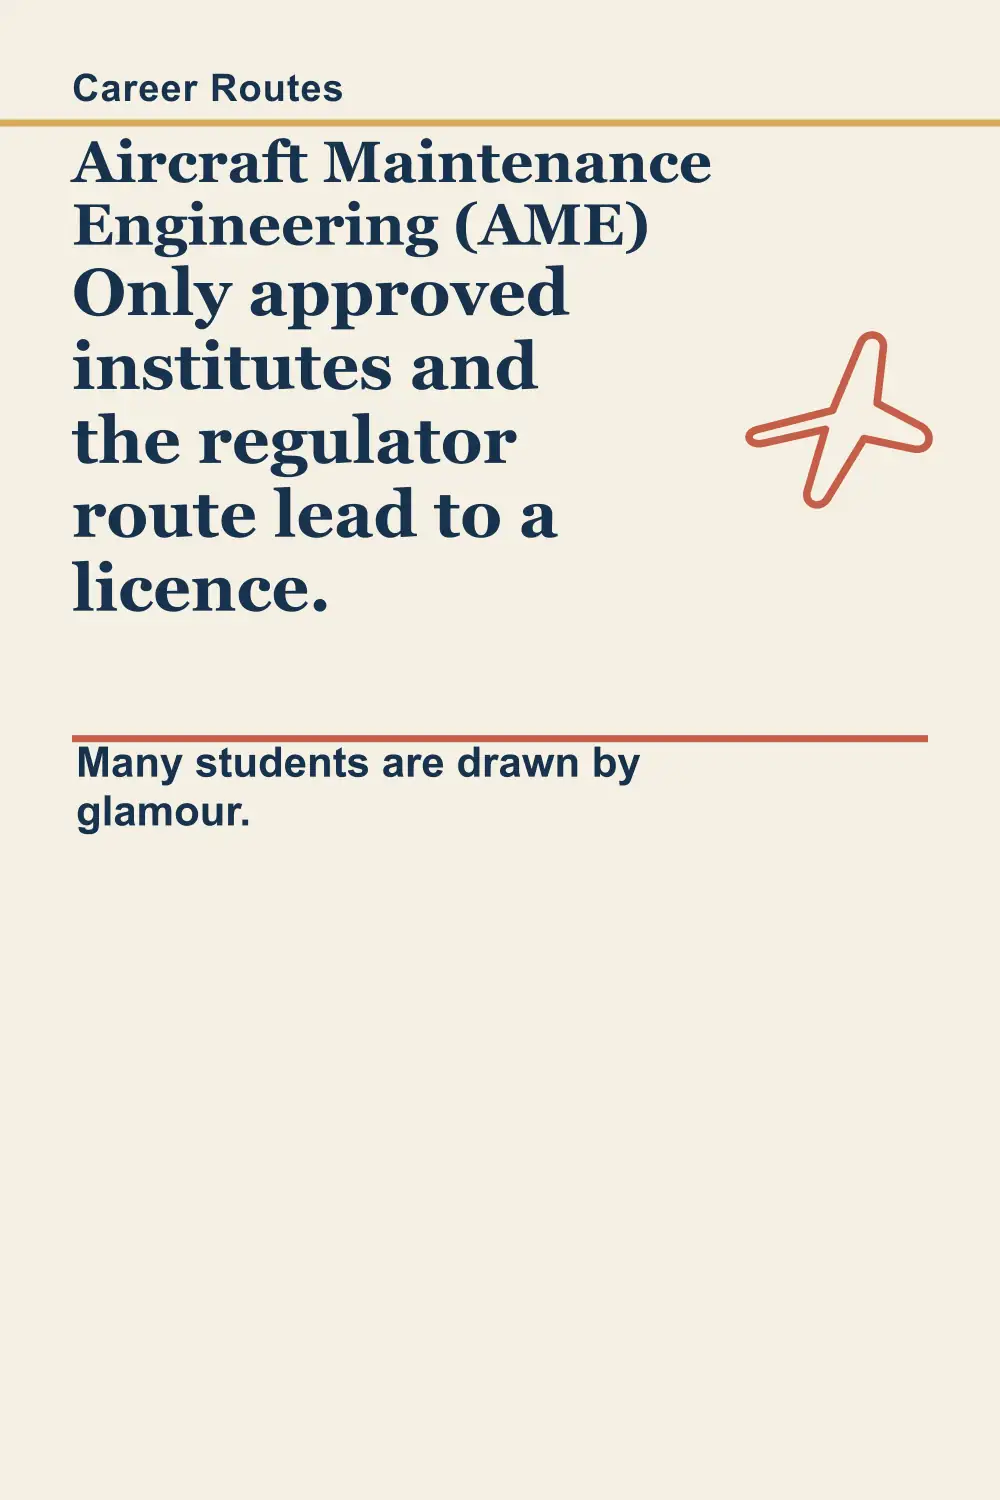 Career Routes
Aircraft Maintenance
Engineering (AME)
Only approved
institutes and
the regulator
route lead to a
licence.
Many students are drawn by
glamour.